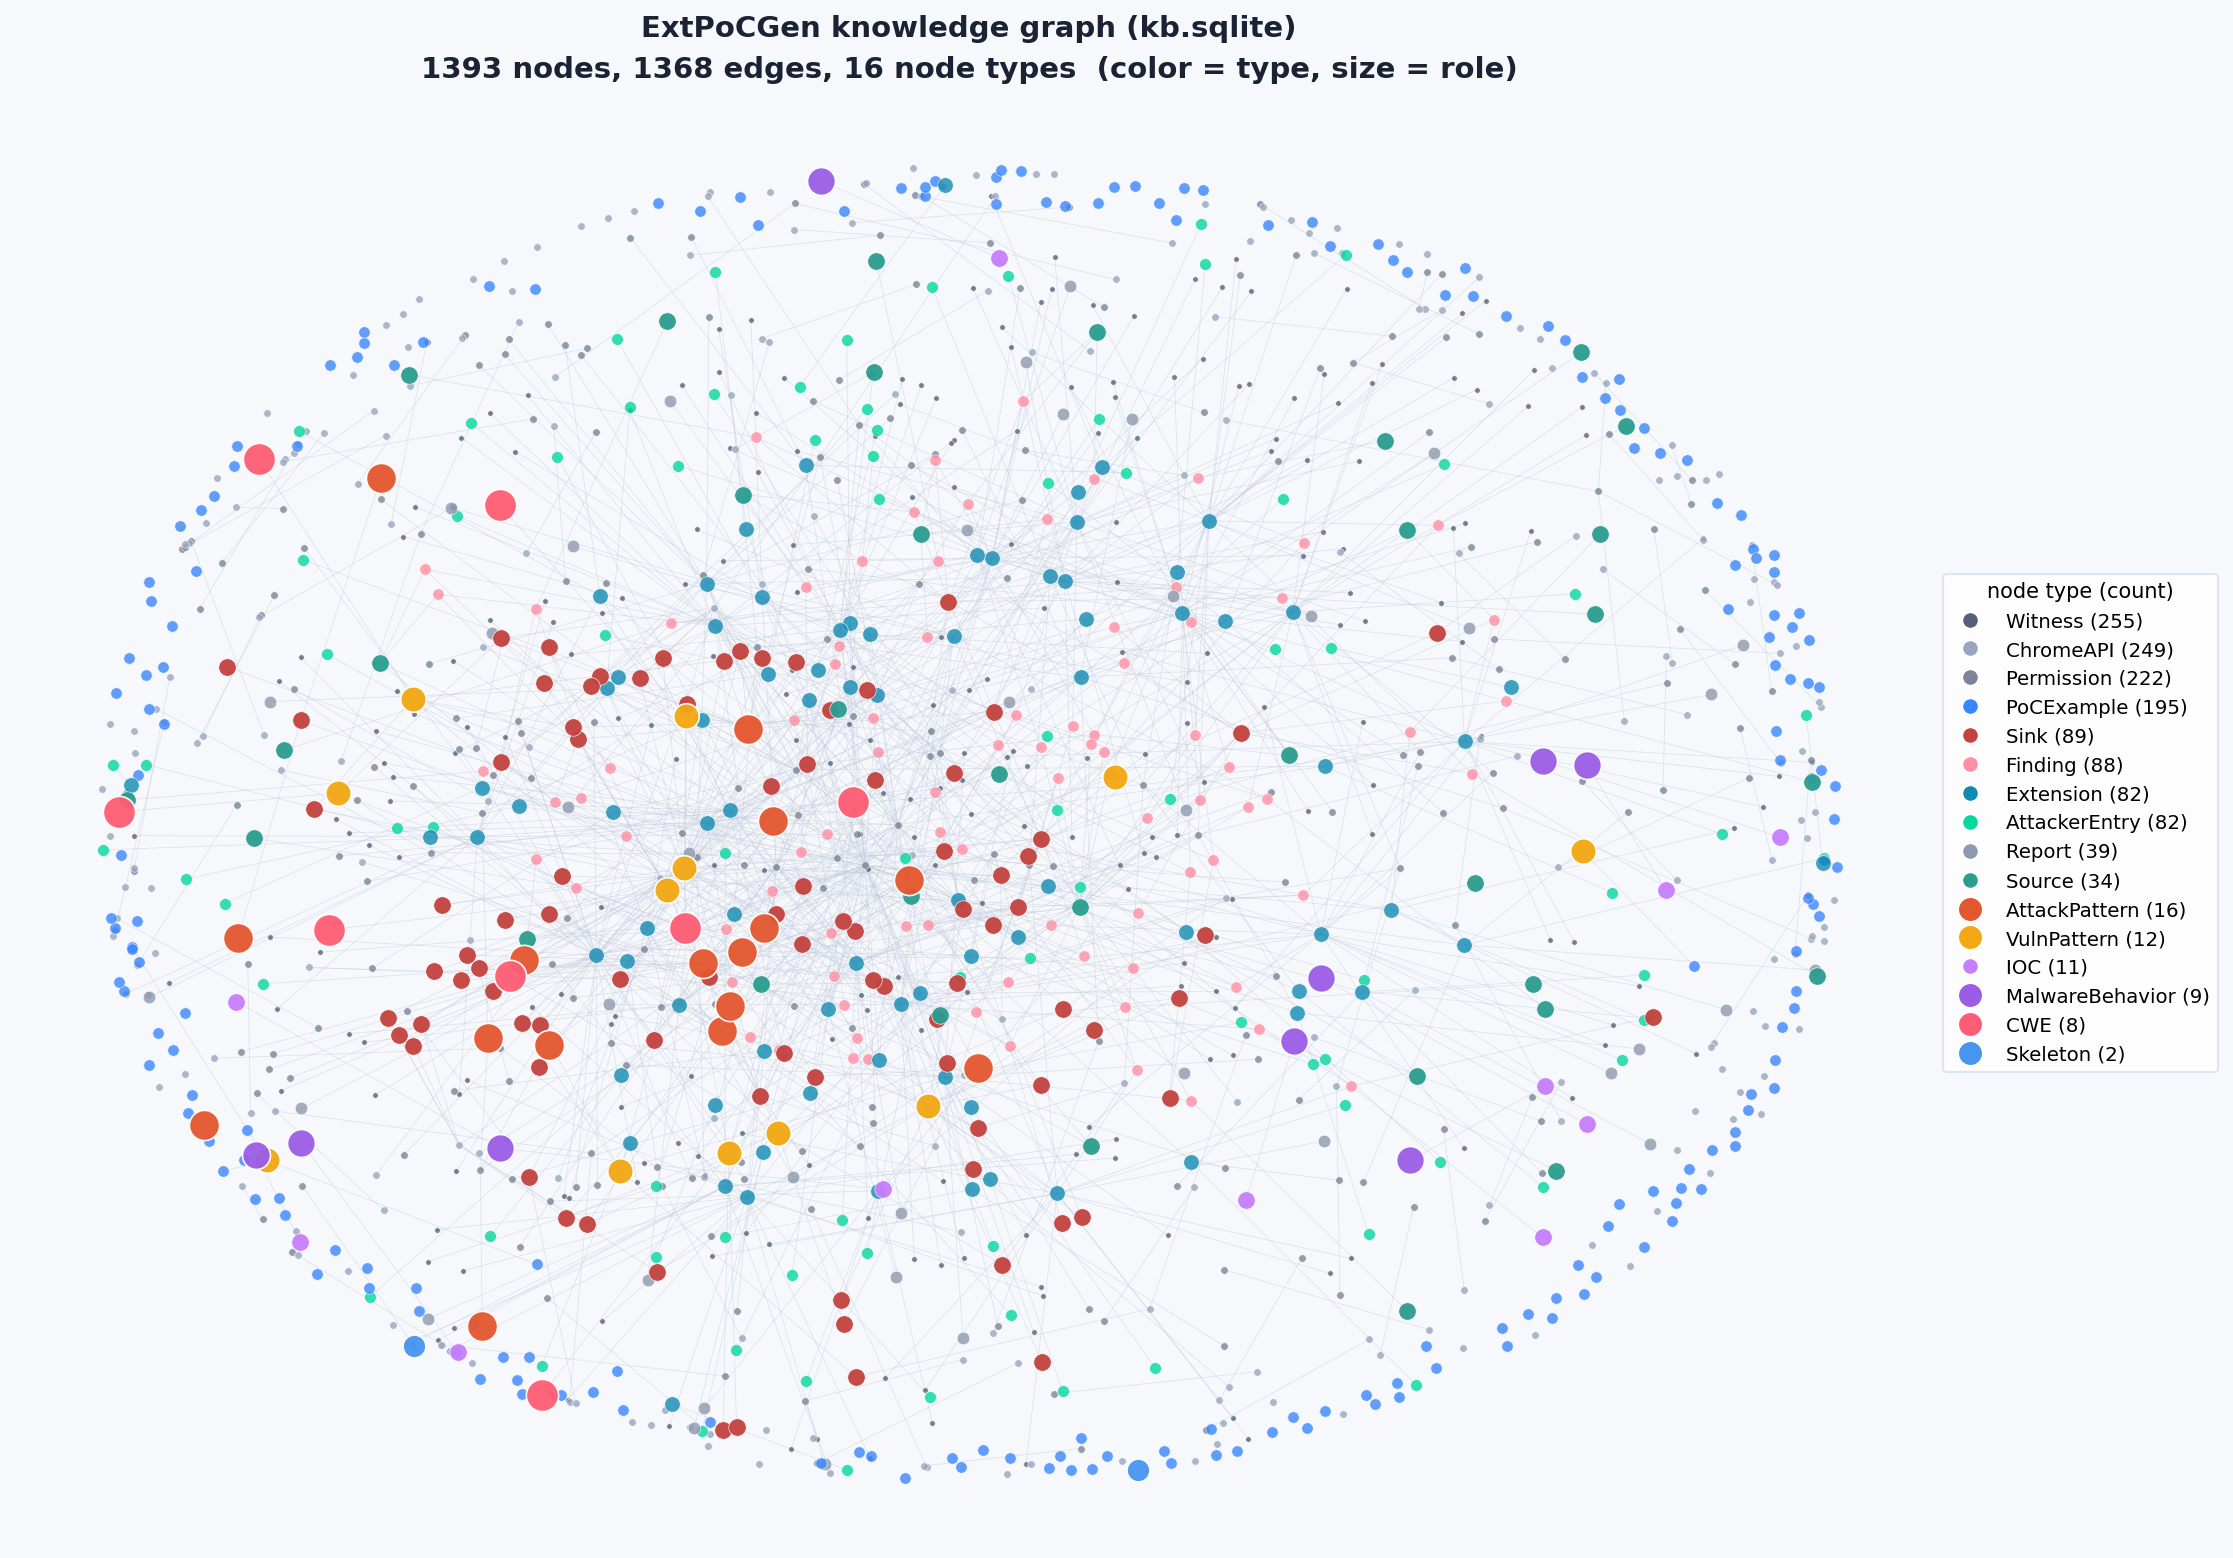 ExtPoCGen knowledge graph (kb.sqlite)
1393 nodes, 1368 edges, 16 node types  (color = type, size = role)
node type (count)
Witness (255)
ChromeAPI (249)
Permission (222)
PoCExample (195)
Sink (89)
Finding (88)
Extension (82)
AttackerEntry (82)
Report (39)
Source (34)
AttackPattern (16)
VulnPattern (12)
IOC (11)
MalwareBehavior (9)
CWE (8)
Skeleton (2)